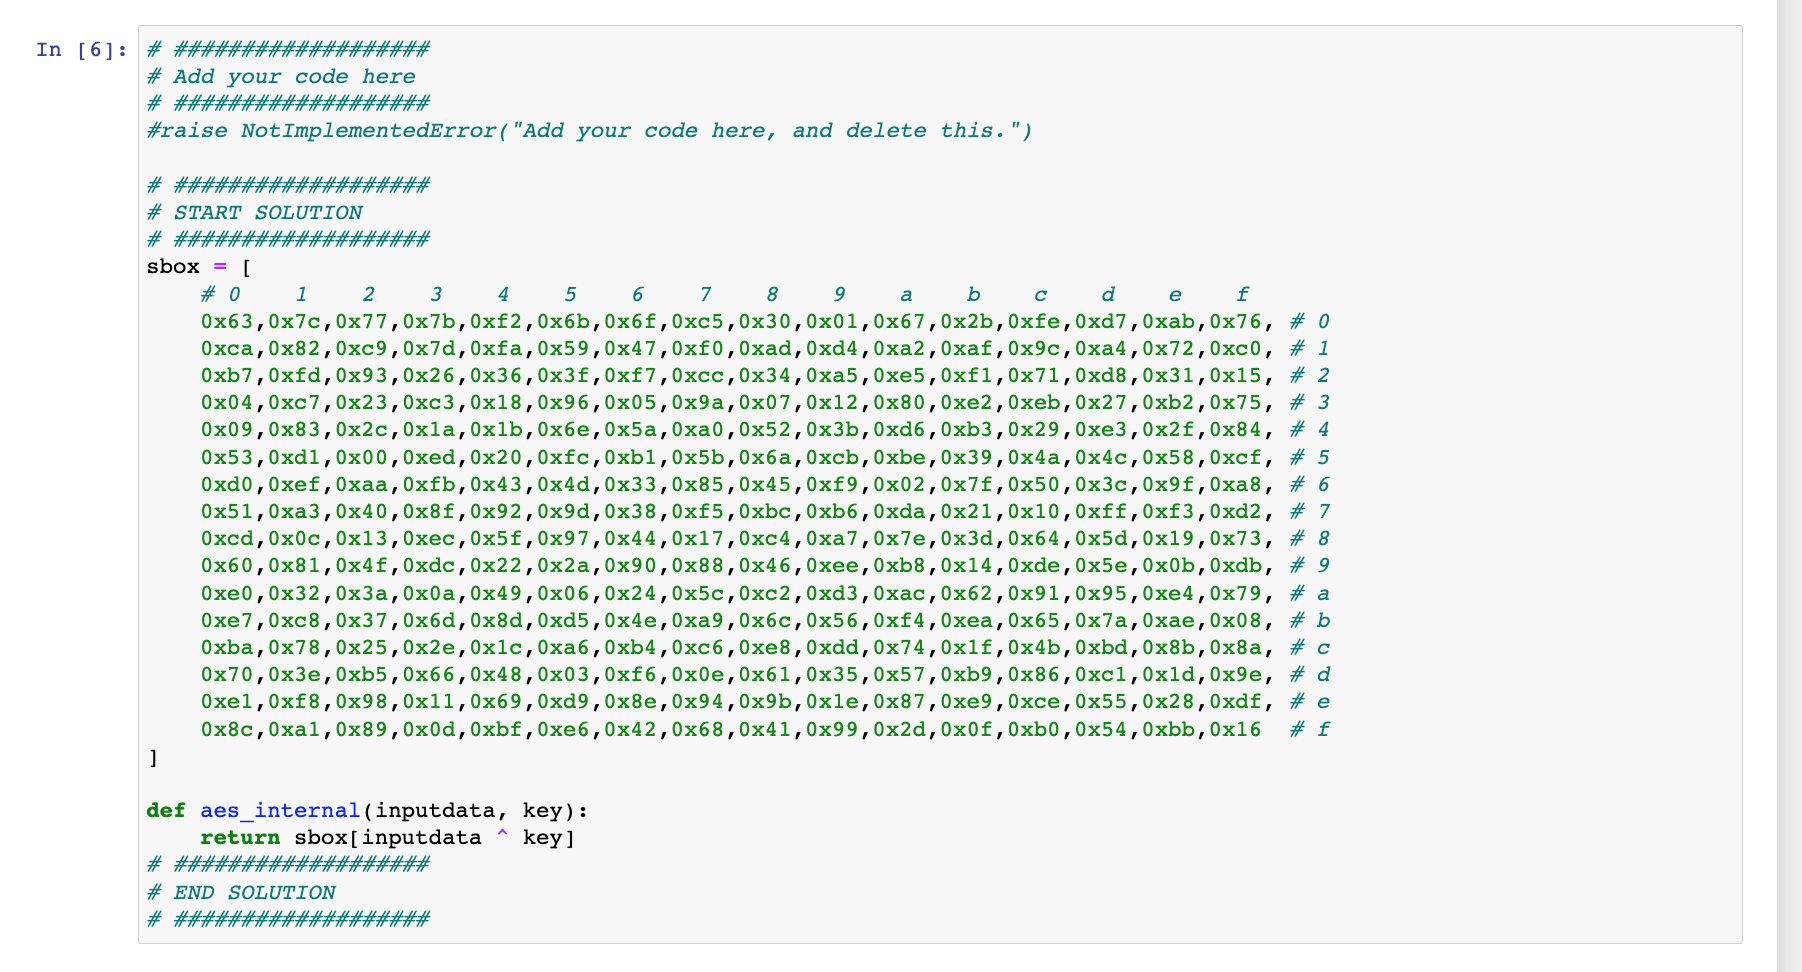 In [6]: # ###################
# Add your code here
# ###################
#raise NotImplementedError("Add your code here, and delete this.")

# ###################
# START SOLUTION
# ###################
sbox = [
    # 0    1    2    3    4    5    6    7    8    9    a    b    c    d    e    f
    0x63,0x7c,0x77,0x7b,0xf2,0x6b,0x6f,0xc5,0x30,0x01,0x67,0x2b,0xfe,0xd7,0xab,0x76, # 0
    0xca,0x82,0xc9,0x7d,0xfa,0x59,0x47,0xf0,0xad,0xd4,0xa2,0xaf,0x9c,0xa4,0x72,0xc0, # 1
    0xb7,0xfd,0x93,0x26,0x36,0x3f,0xf7,0xcc,0x34,0xa5,0xe5,0xf1,0x71,0xd8,0x31,0x15, # 2
    0x04,0xc7,0x23,0xc3,0x18,0x96,0x05,0x9a,0x07,0x12,0x80,0xe2,0xeb,0x27,0xb2,0x75, # 3
    0x09,0x83,0x2c,0x1a,0x1b,0x6e,0x5a,0xa0,0x52,0x3b,0xd6,0xb3,0x29,0xe3,0x2f,0x84, # 4
    0x53,0xd1,0x00,0xed,0x20,0xfc,0xb1,0x5b,0x6a,0xcb,0xbe,0x39,0x4a,0x4c,0x58,0xcf, # 5
    0xd0,0xef,0xaa,0xfb,0x43,0x4d,0x33,0x85,0x45,0xf9,0x02,0x7f,0x50,0x3c,0x9f,0xa8, # 6
    0x51,0xa3,0x40,0x8f,0x92,0x9d,0x38,0xf5,0xbc,0xb6,0xda,0x21,0x10,0xff,0xf3,0xd2, # 7
    0xcd,0x0c,0x13,0xec,0x5f,0x97,0x44,0x17,0xc4,0xa7,0x7e,0x3d,0x64,0x5d,0x19,0x73, # 8
    0x60,0x81,0x4f,0xdc,0x22,0x2a,0x90,0x88,0x46,0xee,0xb8,0x14,0xde,0x5e,0x0b,0xdb, # 9
    0xe0,0x32,0x3a,0x0a,0x49,0x06,0x24,0x5c,0xc2,0xd3,0xac,0x62,0x91,0x95,0xe4,0x79, # a
    0xe7,0xc8,0x37,0x6d,0x8d,0xd5,0x4e,0xa9,0x6c,0x56,0xf4,0xea,0x65,0x7a,0xae,0x08, # b
    0xba,0x78,0x25,0x2e,0x1c,0xa6,0xb4,0xc6,0xe8,0xdd,0x74,0x1f,0x4b,0xbd,0x8b,0x8a, # c
    0x70,0x3e,0xb5,0x66,0x48,0x03,0xf6,0x0e,0x61,0x35,0x57,0xb9,0x86,0xc1,0x1d,0x9e, # d
    0xe1,0xf8,0x98,0x11,0x69,0xd9,0x8e,0x94,0x9b,0x1e,0x87,0xe9,0xce,0x55,0x28,0xdf, # e
    0x8c,0xa1,0x89,0x0d,0xbf,0xe6,0x42,0x68,0x41,0x99,0x2d,0x0f,0xb0,0x54,0xbb,0x16  # f
]

def aes_internal(inputdata, key):
    return sbox[inputdata ^ key]
# ###################
# END SOLUTION
# ###################